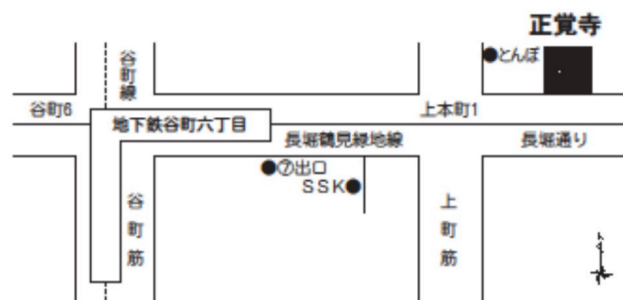 正覚寺
谷町線
●とんぼ
谷町6
地下鉄谷町六丁目
上本町1
長堀鶴見緑地線
長堀通り
●⑦出口
SSK●
谷町筋
上町筋